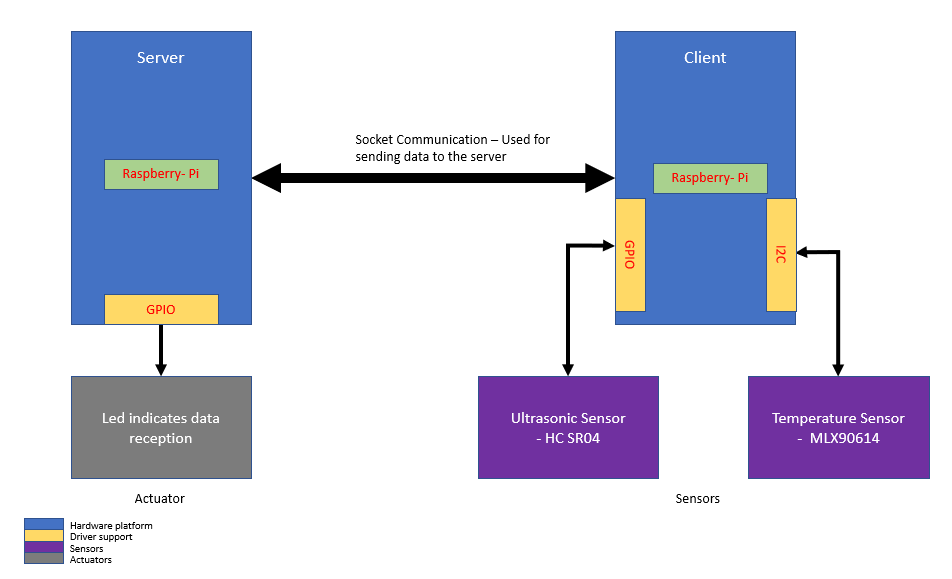 Server
Client
Socket Communication – Used for
sending data to the server
Raspberry- Pi
Raspberry- Pi
GPIO
I2C
GPIO
Led indicates data
reception
Ultrasonic Sensor
- HC SR04
Temperature Sensor
- MLX90614
Actuator
Sensors
Hardware platform
Driver support
Sensors
Actuators